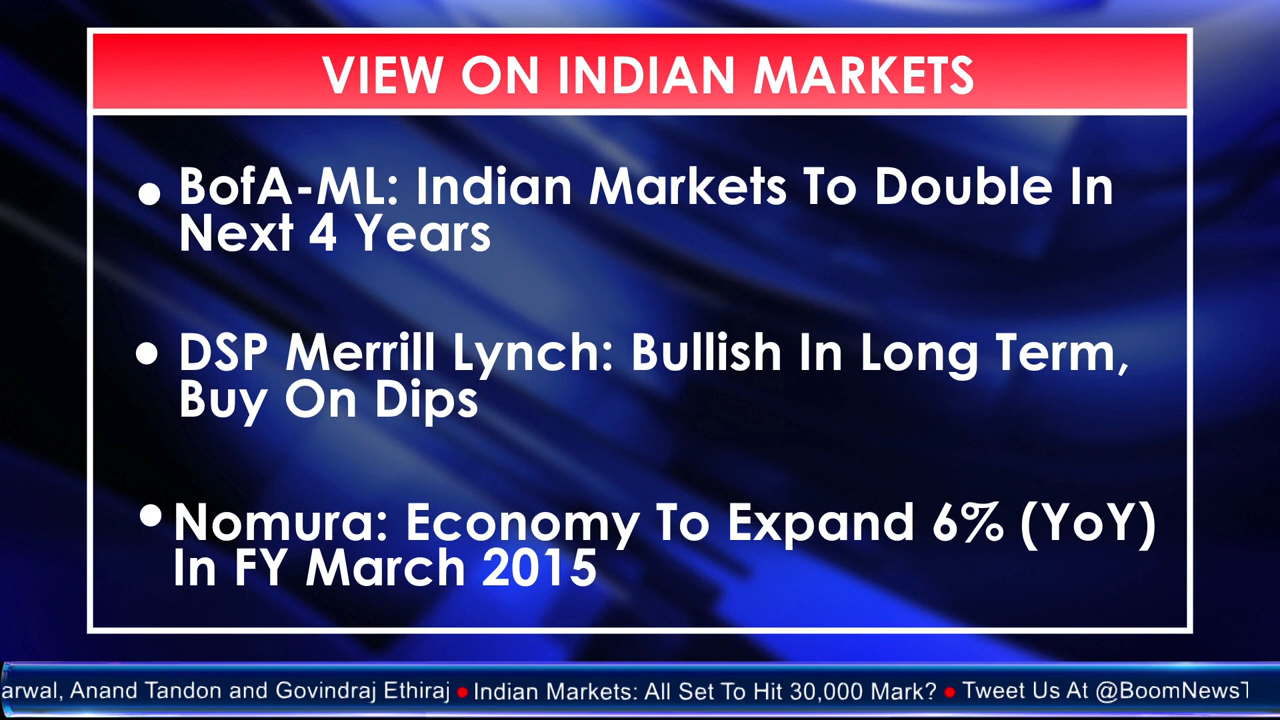 VIEW ON INDIAN MARKETS
• BofA-ML: Indian Markets To Double In
Next 4 Years
• DSP Merrill Lynch: Bullish In Long Term,
Buy On Dips
• Nomura: Economy To Expand 6% (YoY)
In FY March 2015
arwal, Anand Tandon and Govindraj Ethiraj • Indian Markets: All Set To Hit 30,000 Mark? • Tweet Us At @BoomNewsT